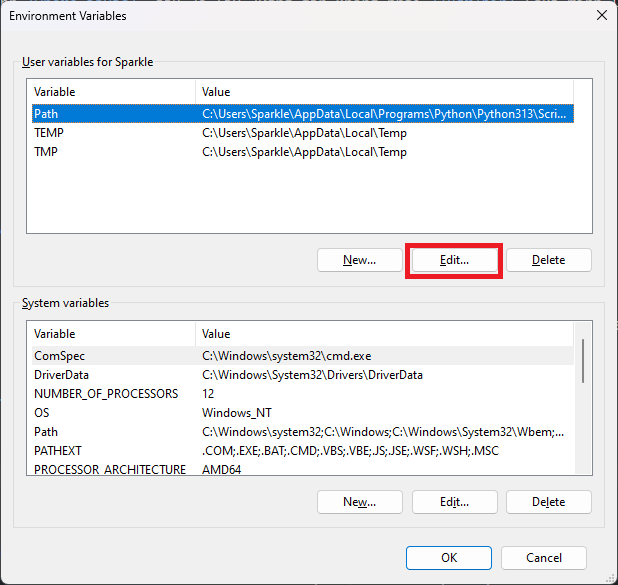 Environment Variables
User variables for Sparkle
Variable Value
Path C:\Users\Sparkle\AppData\Local\Programs\Python\Python313\Scri...
TEMP C:\Users\Sparkle\AppData\Local\Temp
TMP C:\Users\Sparkle\AppData\Local\Temp
New... Edit... Delete
System variables
Variable Value
ComSpec C:\Windows\system32\cmd.exe
DriverData C:\Windows\System32\Drivers\DriverData
NUMBER_OF_PROCESSORS 12
OS Windows_NT
Path C:\Windows\system32;C:\Windows;C:\Windows\System32\Wbem;...
PATHEXT .COM;.EXE;.BAT;.CMD;.VBS;.VBE;.JS;.JSE;.WSF;.WSH;.MSC
PROCESSOR_ARCHITECTURE AMD64
New... Edit... Delete
OK Cancel